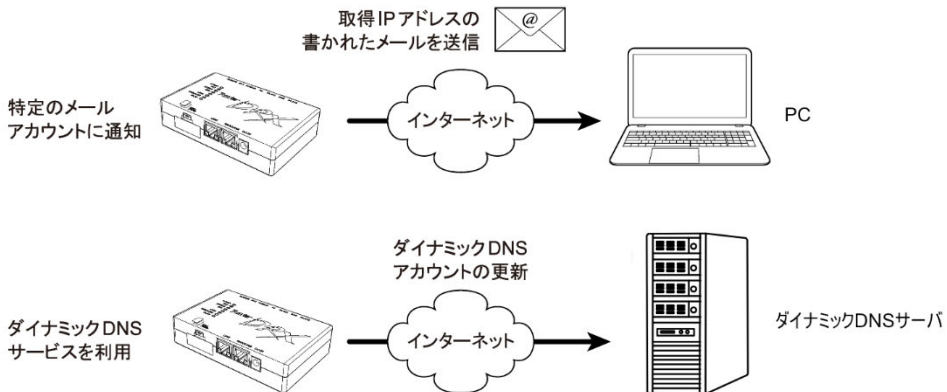 取得IPアドレスの
書かれたメールを送信
@
特定のメール
アカウントに通知
インターネット
PC
ダイナミックDNS
アカウントの更新
ダイナミックDNS
サービスを利用
インターネット
ダイナミックDNSサーバ